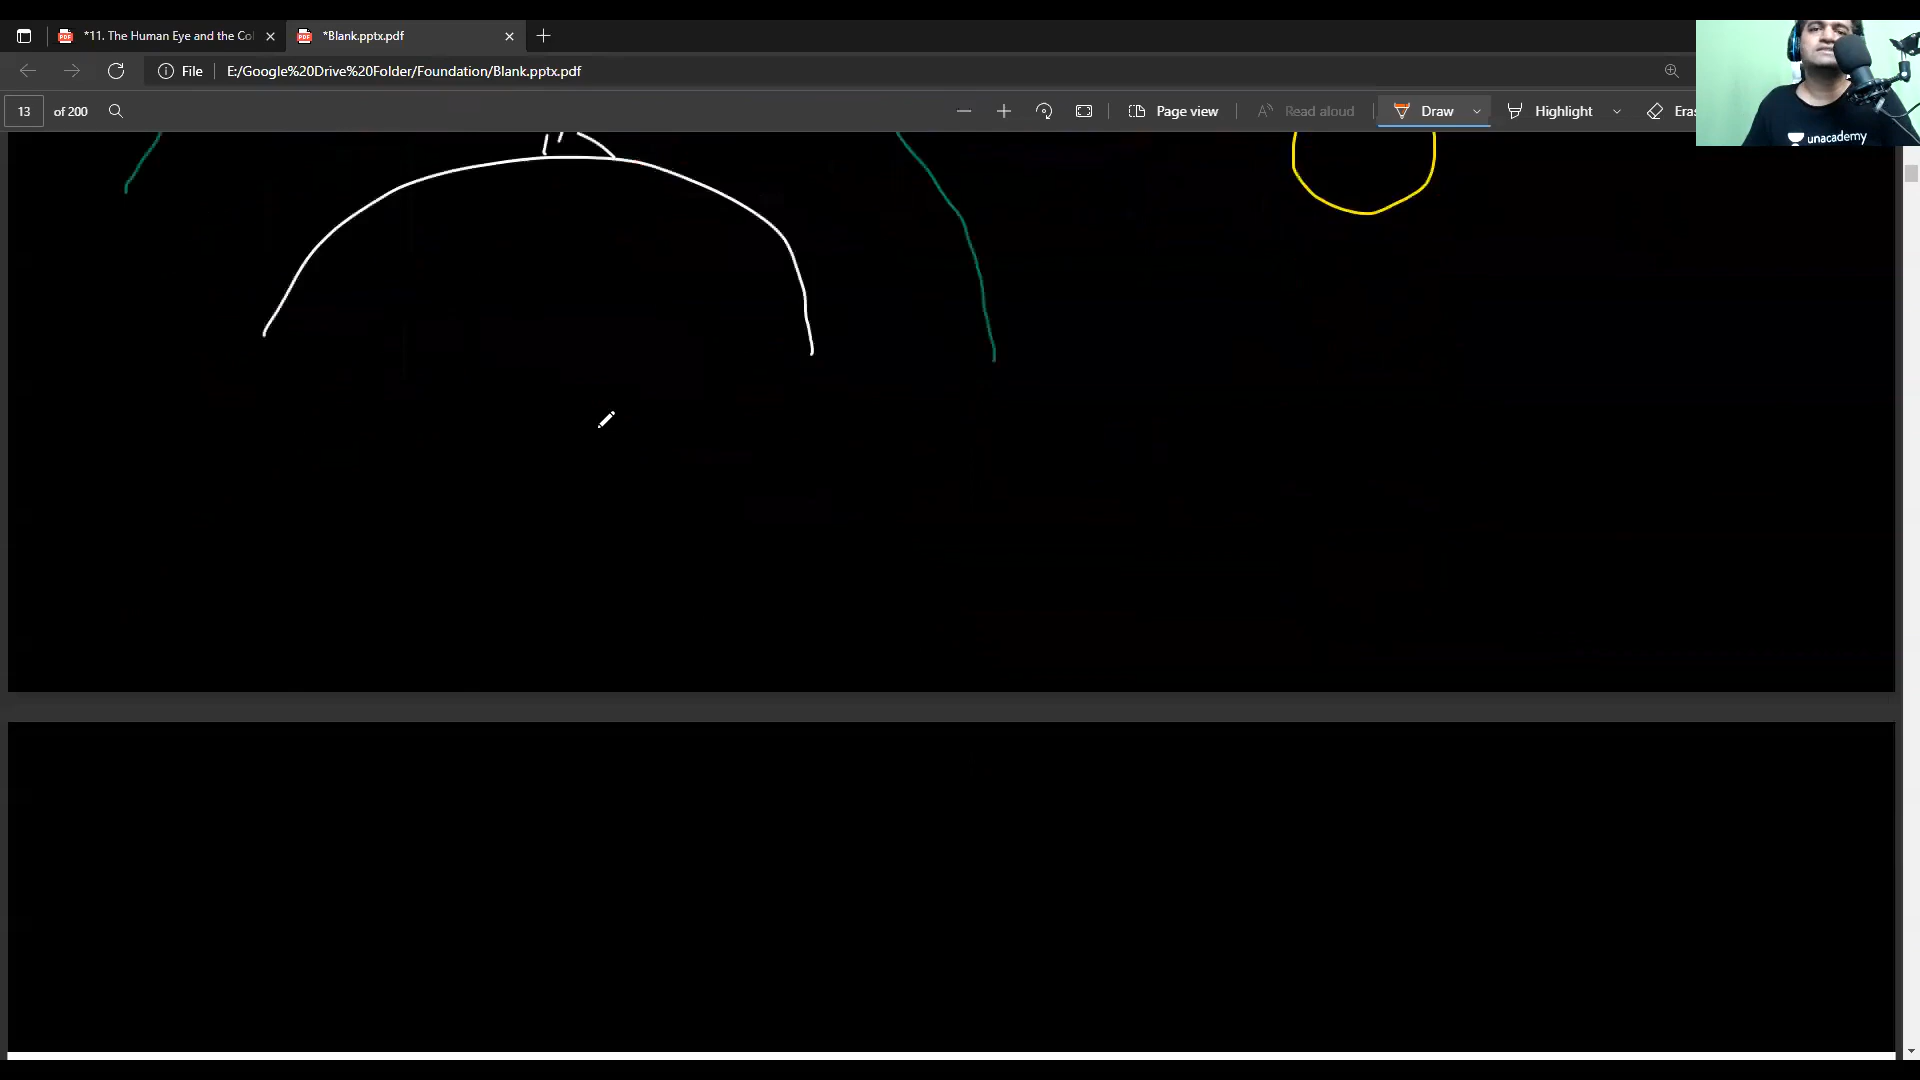 *11. The Human Eye and the Co
*Blank.pptx.pdf
File
E:/Google%20Drive%20Folder/Foundation/Blank.pptx.pdf
13 of 200
Page view
Read aloud
Draw
Highlight
Eras
unacademy